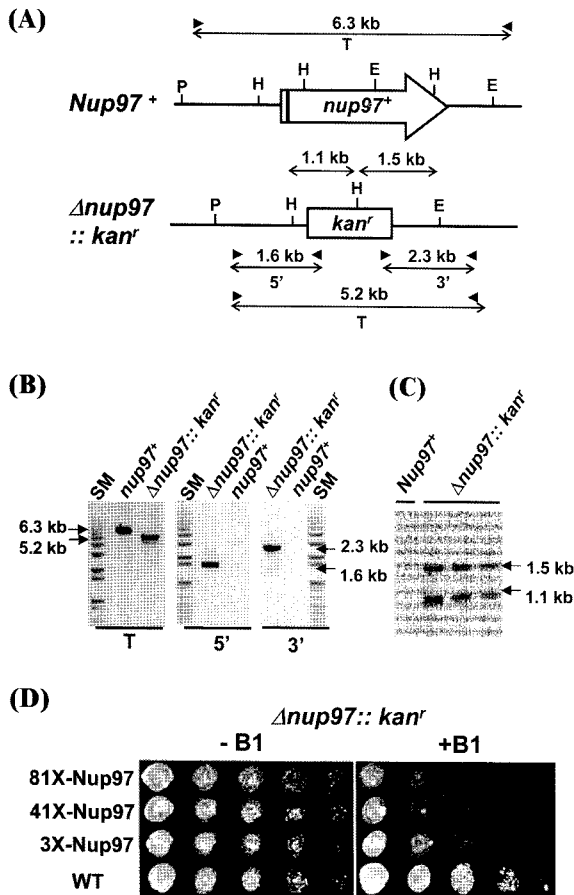 (A)
6.3 kb
T
P H H E H E
Nup97 +
nup97+
1.1 kb 1.5 kb
H
P H E
Δnup97
:: kanʳ
kanʳ
1.6 kb 2.3 kb
5' 3'
5.2 kb
T
(B)
SM nup97+ Δnup97:: kanʳ
SM Δnup97:: kanʳ nup97+
Δnup97:: kanʳ nup97+ SM
6.3 kb
5.2 kb
2.3 kb
1.6 kb
T 5' 3'
(C)
Nup97+ Δnup97:: kanʳ
1.5 kb
1.1 kb
(D)
Δnup97:: kanʳ
- B1 +B1
81X-Nup97
41X-Nup97
3X-Nup97
WT